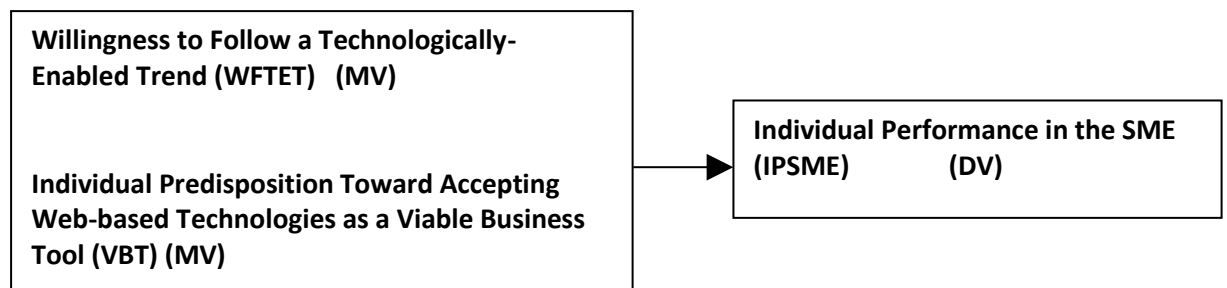 Willingness to Follow a Technologically-
Enabled Trend (WFTET) (MV)
Individual Predisposition Toward Accepting
Web-based Technologies as a Viable Business
Tool (VBT) (MV)
Individual Performance in the SME
(IPSME) (DV)